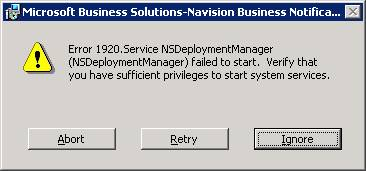 Microsoft Business Solutions-Navision Business Notifica...
Error 1920.Service NSDeploymentManager
(NSDeploymentManager) failed to start. Verify that
you have sufficient privileges to start system services.
Abort
Retry
Ignore